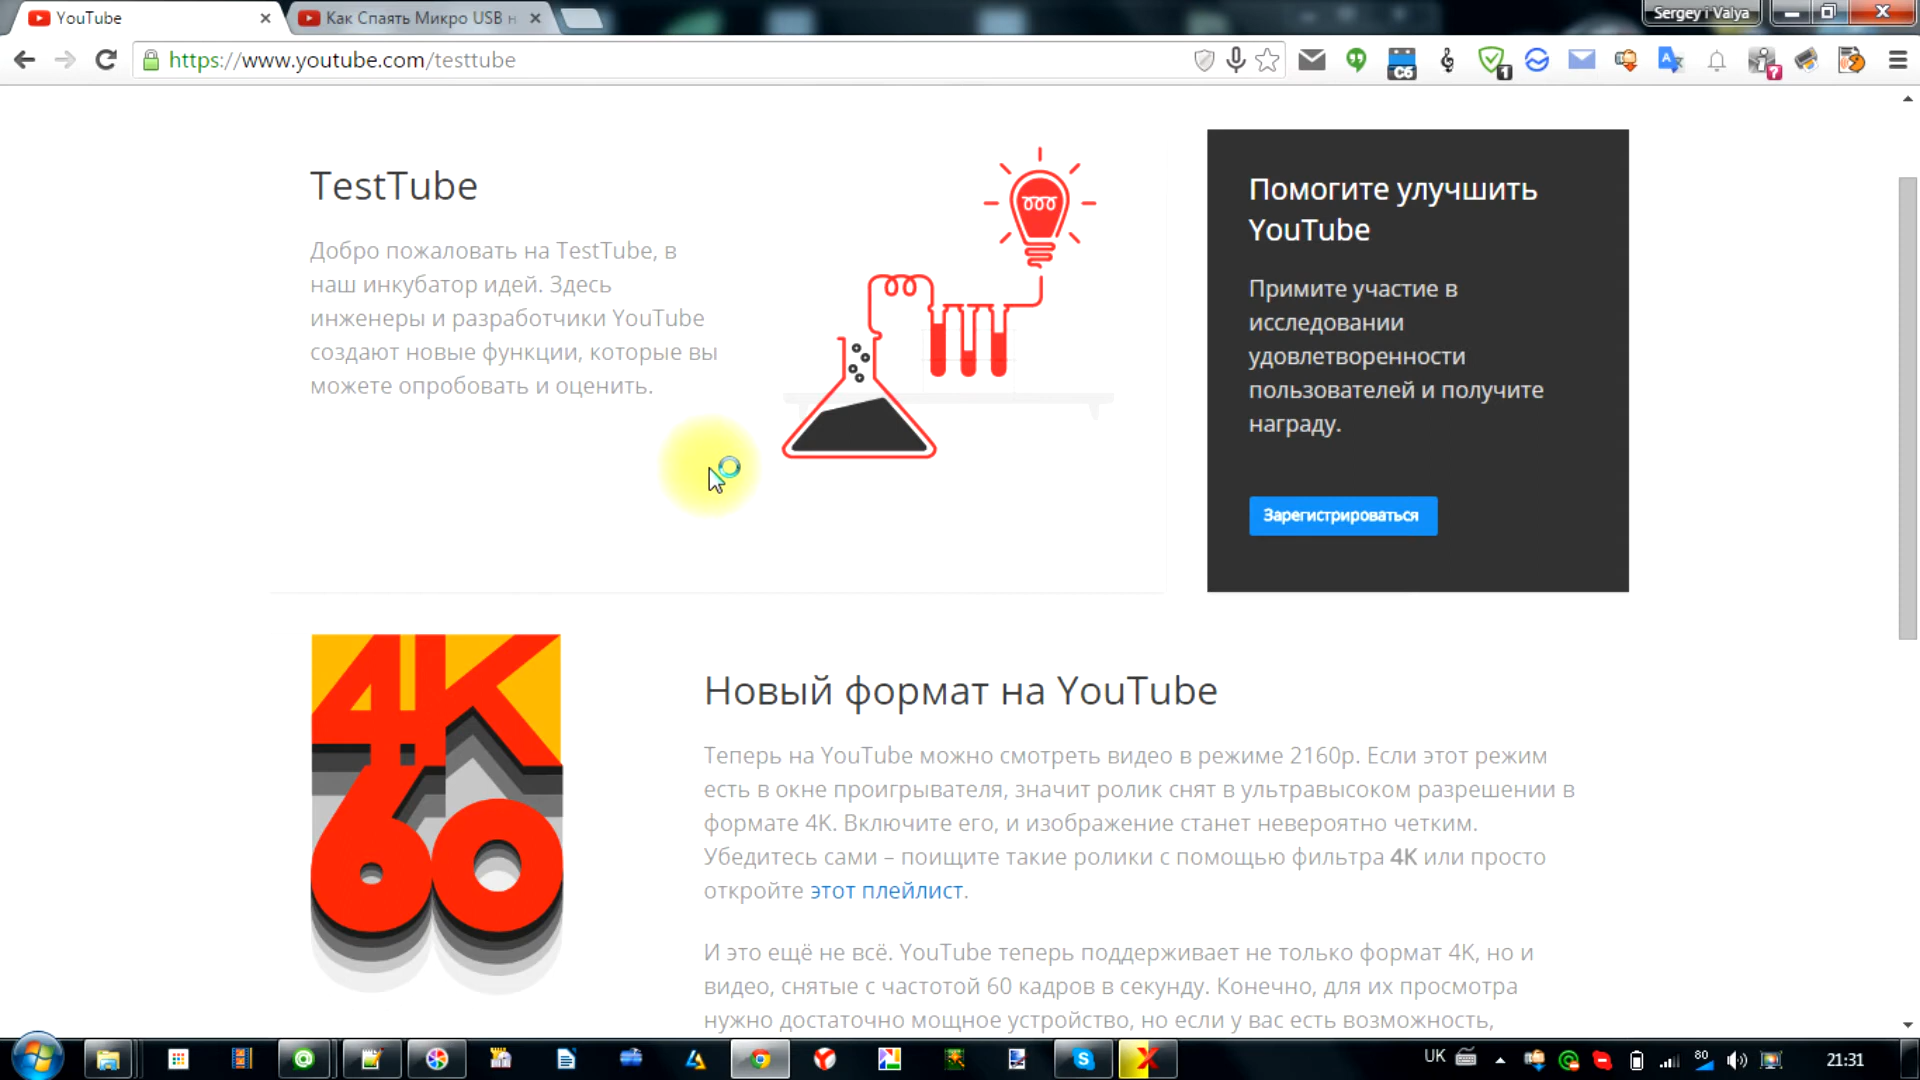 YouTube
Как Спаять Микро USB н
Sergey i Valya
https://www.youtube.com/testtube
TestTube
Добро пожаловать на TestTube, в
наш инкубатор идей. Здесь
инженеры и разработчики YouTube
создают новые функции, которые вы
можете опробовать и оценить.
Помогите улучшить
YouTube
Примите участие в
исследовании
удовлетворенности
пользователей и получите
награду.
Зарегистрироваться
4K
60
Новый формат на YouTube
Теперь на YouTube можно смотреть видео в режиме 2160p. Если этот режим
есть в окне проигрывателя, значит ролик снят в ультравысоком разрешении в
формате 4K. Включите его, и изображение станет невероятно четким.
Убедитесь сами – поищите такие ролики с помощью фильтра 4K или просто
откройте этот плейлист.
И это ещё не всё. YouTube теперь поддерживает не только формат 4K, но и
видео, снятые с частотой 60 кадров в секунду. Конечно, для их просмотра
нужно достаточно мощное устройство, но если у вас есть возможность,
UK
80
21:31